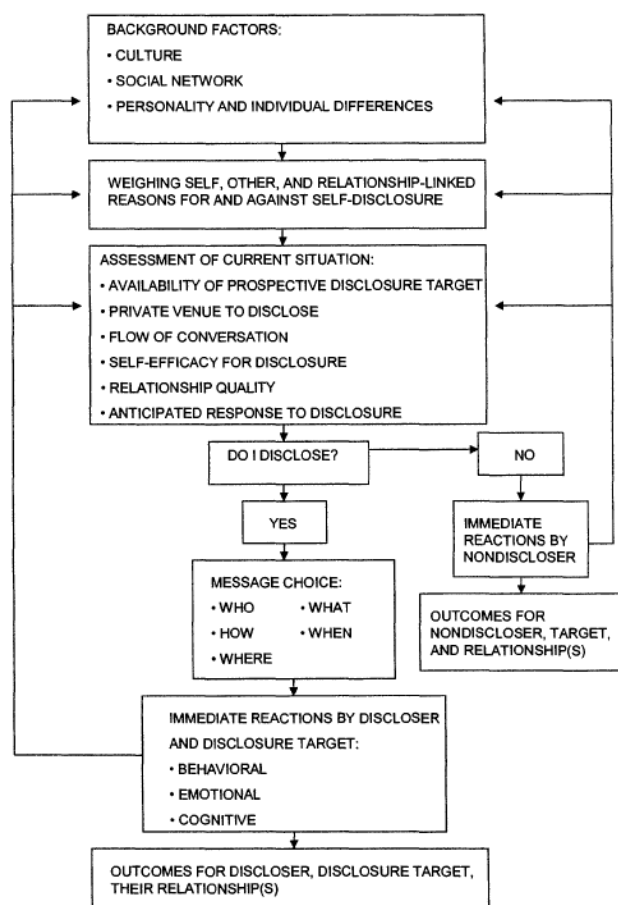 BACKGROUND FACTORS:
• CULTURE
• SOCIAL NETWORK
• PERSONALITY AND INDIVIDUAL DIFFERENCES
WEIGHING SELF, OTHER, AND RELATIONSHIP-LINKED
REASONS FOR AND AGAINST SELF-DISCLOSURE
ASSESSMENT OF CURRENT SITUATION:
• AVAILABILITY OF PROSPECTIVE DISCLOSURE TARGET
• PRIVATE VENUE TO DISCLOSE
• FLOW OF CONVERSATION
• SELF-EFFICACY FOR DISCLOSURE
• RELATIONSHIP QUALITY
• ANTICIPATED RESPONSE TO DISCLOSURE
DO I DISCLOSE?
NO
YES
IMMEDIATE
REACTIONS BY
NONDISCLOSER
OUTCOMES FOR
NONDISCLOSER, TARGET,
AND RELATIONSHIP(S)
MESSAGE CHOICE:
• WHO • WHAT
• HOW • WHEN
• WHERE
IMMEDIATE REACTIONS BY DISCLOSER
AND DISCLOSURE TARGET:
• BEHAVIORAL
• EMOTIONAL
• COGNITIVE
OUTCOMES FOR DISCLOSER, DISCLOSURE TARGET,
THEIR RELATIONSHIP(S)